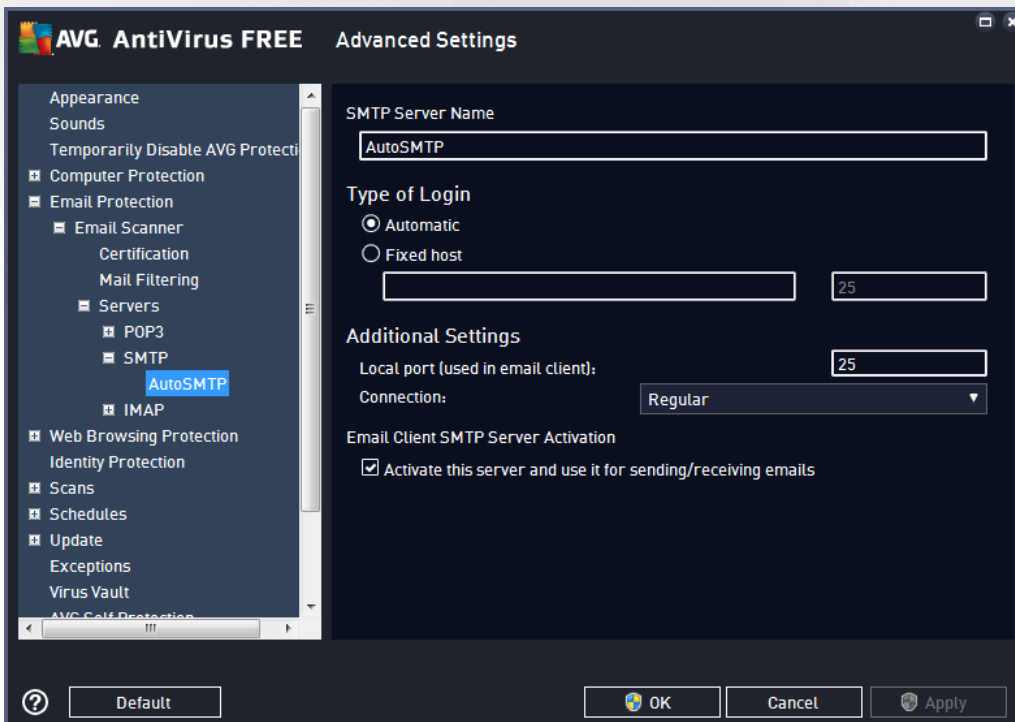 AVG AntiVirus FREE Advanced Settings
Appearance
Sounds
Temporarily Disable AVG Protecti
Computer Protection
Email Protection
Email Scanner
Certification
Mail Filtering
Servers
POP3
SMTP
AutoSMTP
IMAP
Web Browsing Protection
Identity Protection
Scans
Schedules
Update
Exceptions
Virus Vault
AVG Self Protection
SMTP Server Name
AutoSMTP
Type of Login
Automatic
Fixed host
25
Additional Settings
Local port (used in email client): 25
Connection: Regular
Email Client SMTP Server Activation
Activate this server and use it for sending/receiving emails
? Default OK Cancel Apply